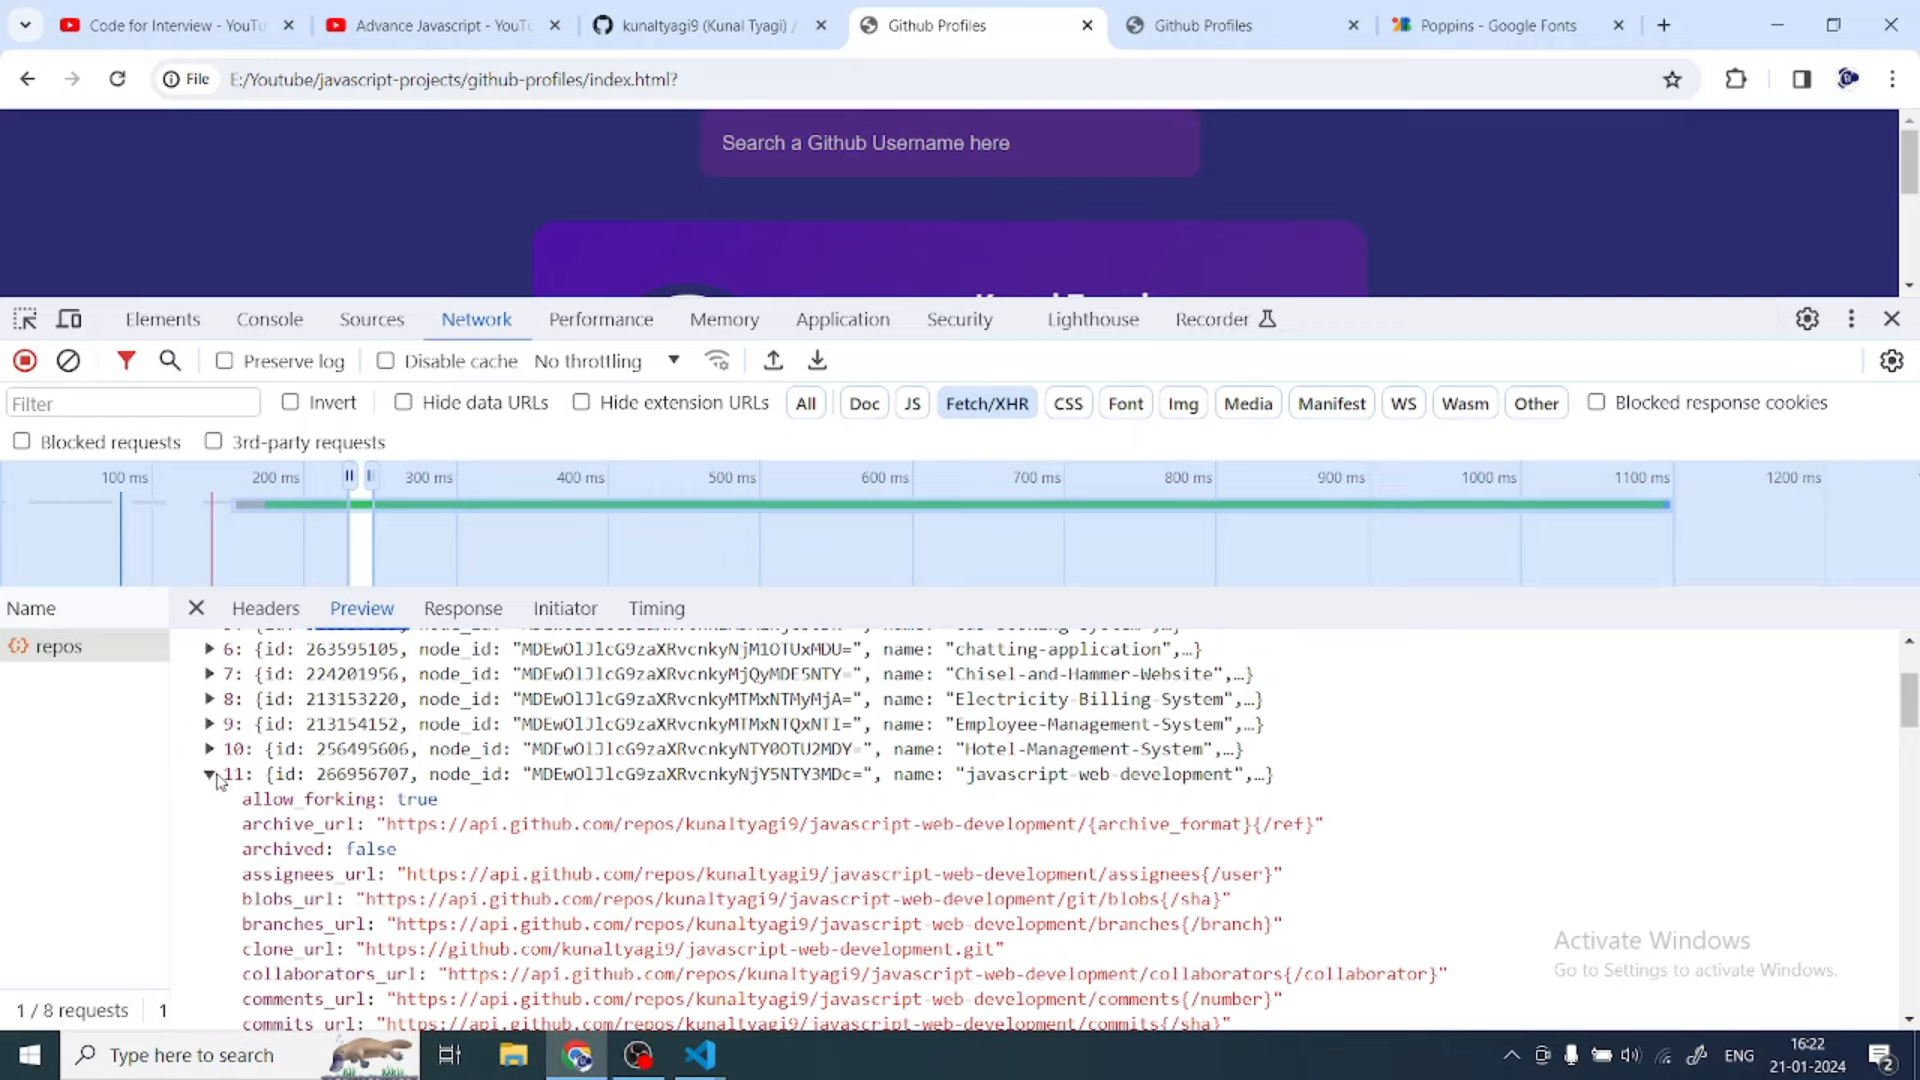 Code for Interview - YouTu
Advance Javascript - YouTu
kunaltyagi9 (Kunal Tyagi) /
Github Profiles
Github Profiles
Poppins - Google Fonts
File
E:/Youtube/javascript-projects/github-profiles/index.html?
Search a Github Username here
Elements Console Sources Network Performance Memory Application Security Lighthouse Recorder
Preserve log Disable cache No throttling
Filter Invert Hide data URLs Hide extension URLs All Doc JS Fetch/XHR CSS Font Img Media Manifest WS Wasm Other Blocked response cookies
Blocked requests 3rd-party requests
100 ms 200 ms 300 ms 400 ms 500 ms 600 ms 700 ms 800 ms 900 ms 1000 ms 1100 ms 1200 ms
Name Headers Preview Response Initiator Timing
repos
6: {id: 263595105, node_id: "MDEwOlJlcG9zaXRvcnkyNjM1OTUxMDU=", name: "chatting-application",…}
7: {id: 224201956, node_id: "MDEwOlJlcG9zaXRvcnkyMjQyMDE5NTY=", name: "Chisel-and-Hammer-Website",…}
8: {id: 213153220, node_id: "MDEwOlJlcG9zaXRvcnkyMTMxNTMyMjA=", name: "Electricity-Billing-System",…}
9: {id: 213154152, node_id: "MDEwOlJlcG9zaXRvcnkyMTMxNTQxNTI=", name: "Employee-Management-System",…}
10: {id: 256495606, node_id: "MDEwOlJlcG9zaXRvcnkyNTY0OTU2MDY=", name: "Hotel-Management-System",…}
11: {id: 266956707, node_id: "MDEwOlJlcG9zaXRvcnkyNjY5NTY3MDc=", name: "javascript-web-development",…}
allow_forking: true
archive_url: "https://api.github.com/repos/kunaltyagi9/javascript-web-development/{archive_format}{/ref}"
archived: false
assignees_url: "https://api.github.com/repos/kunaltyagi9/javascript-web-development/assignees{/user}"
blobs_url: "https://api.github.com/repos/kunaltyagi9/javascript-web-development/git/blobs{/sha}"
branches_url: "https://api.github.com/repos/kunaltyagi9/javascript-web-development/branches{/branch}"
clone_url: "https://github.com/kunaltyagi9/javascript-web-development.git"
collaborators_url: "https://api.github.com/repos/kunaltyagi9/javascript-web-development/collaborators{/collaborator}"
comments_url: "https://api.github.com/repos/kunaltyagi9/javascript-web-development/comments{/number}"
commits_url: "https://api.github.com/repos/kunaltyagi9/javascript-web-development/commits{/sha}"
Activate Windows
Go to Settings to activate Windows.
1 / 8 requests 1
Type here to search
ENG
16:22
21-01-2024
2